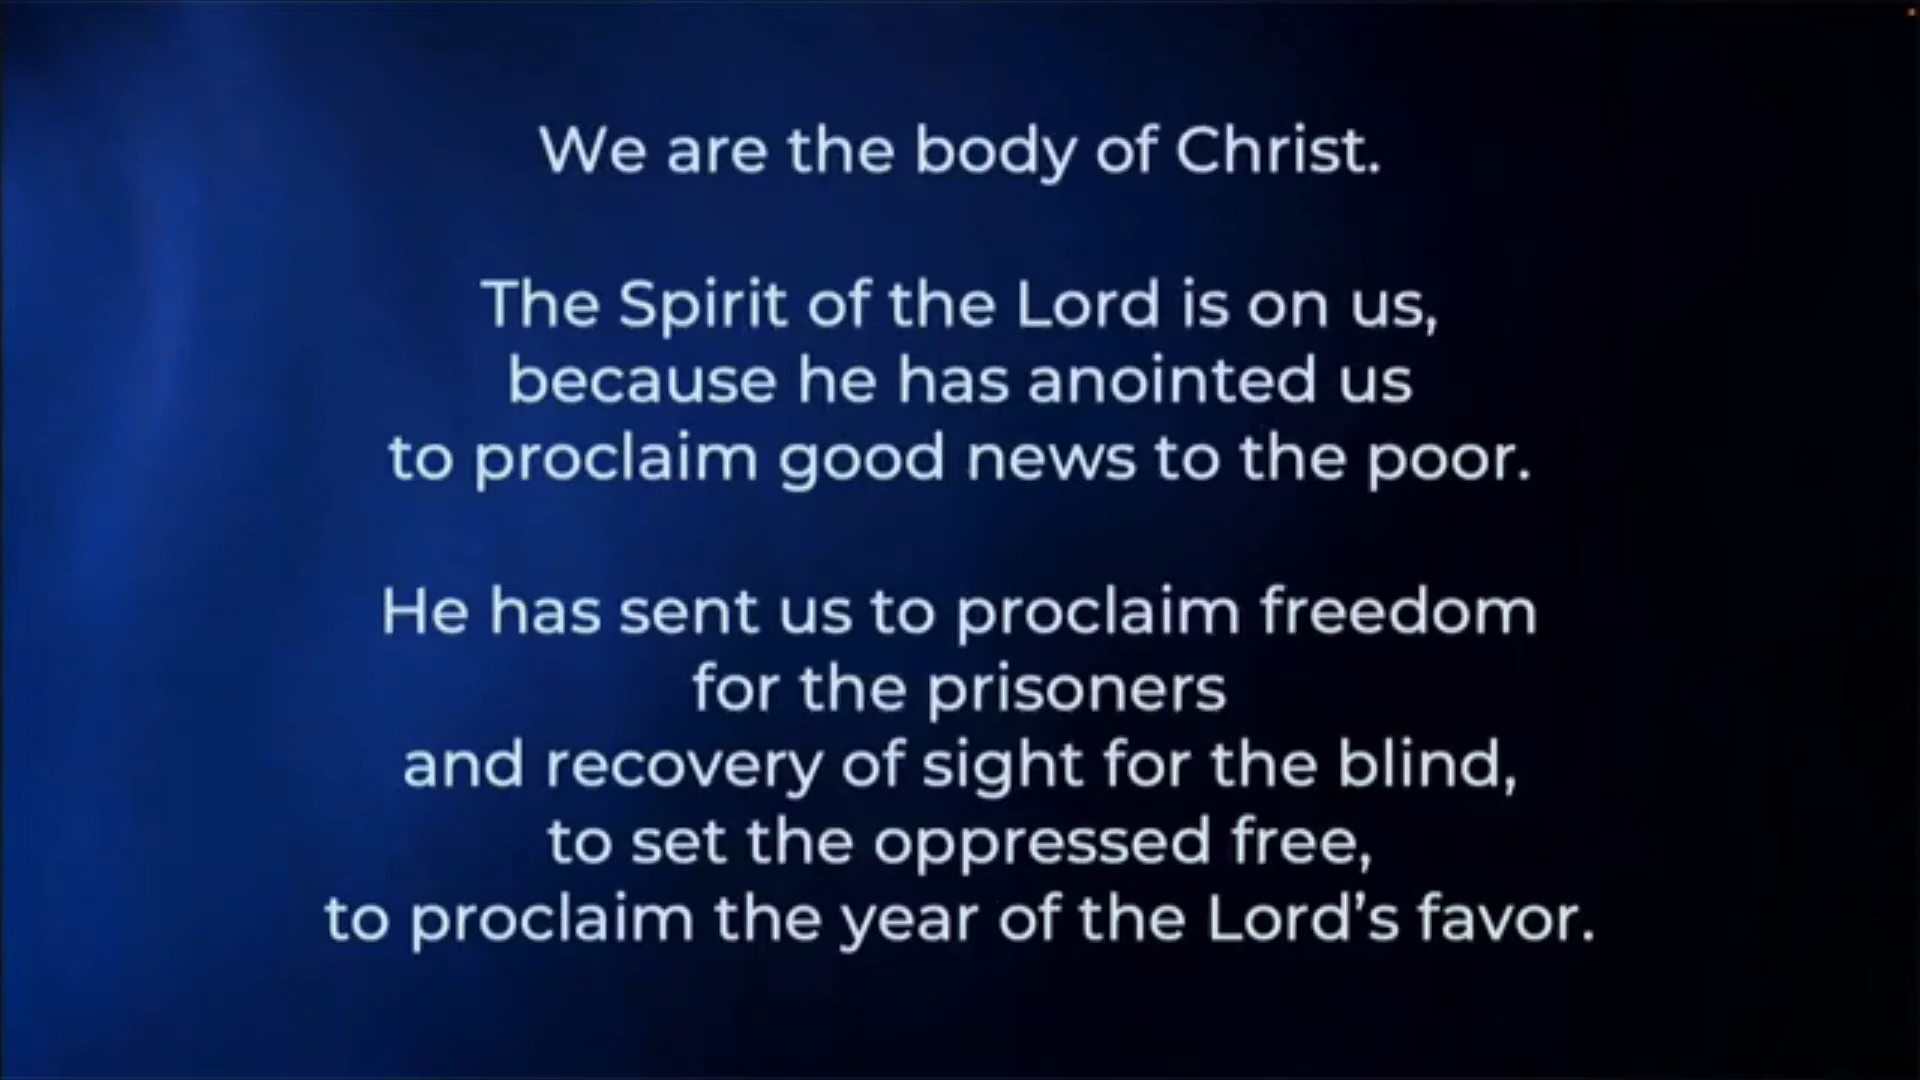 We are the body of Christ.
The Spirit of the Lord is on us,
because he has anointed us
to proclaim good news to the poor.
He has sent us to proclaim freedom
for the prisoners
and recovery of sight for the blind,
to set the oppressed free,
to proclaim the year of the Lord’s favor.